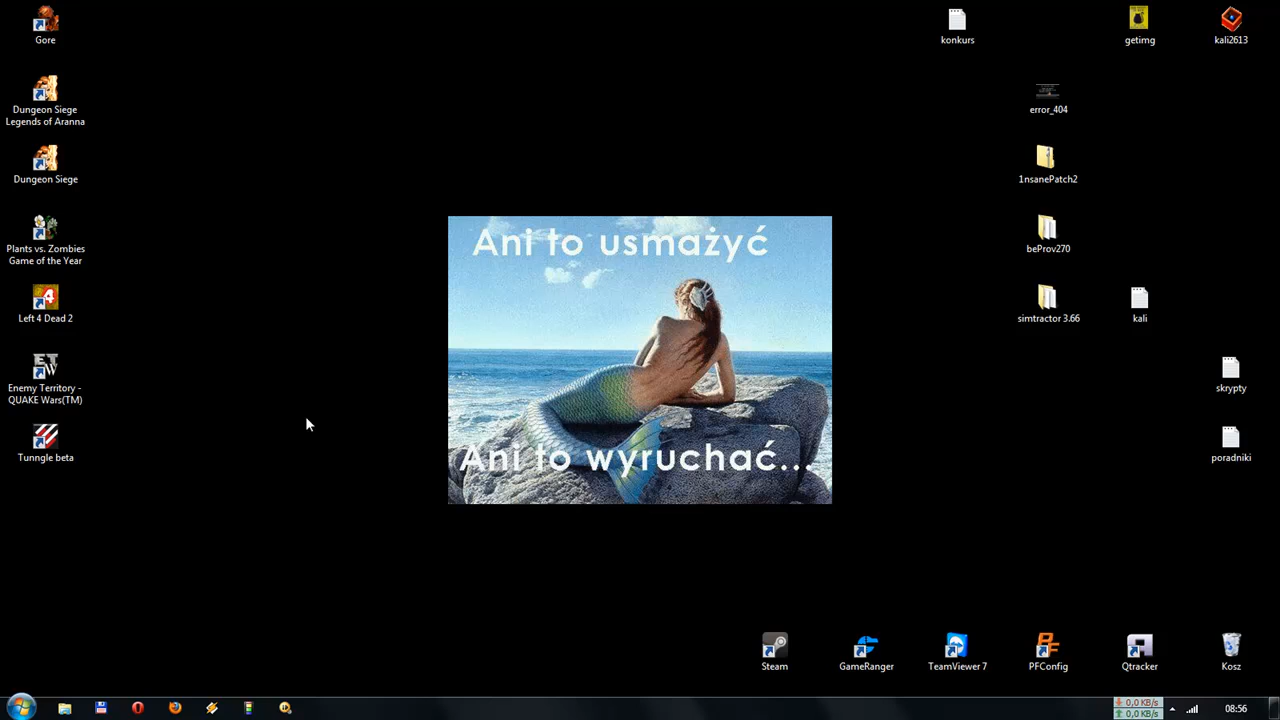 Gore
konkurs
getimg
kali2613
Dungeon Siege
Legends of Aranna
error_404
Dungeon Siege
1nsanePatch2
Plants vs. Zombies
Game of the Year
beProv270
Left 4 Dead 2
simtractor 3.66
kali
Enemy Territory -
QUAKE Wars(TM)
skrypty
Tunngle beta
poradniki
Ani to usmażyć
Ani to wyruchać...
Steam
GameRanger
TeamViewer 7
PFConfig
Qtracker
Kosz
0,0 KB/s
0,0 KB/s
08:56